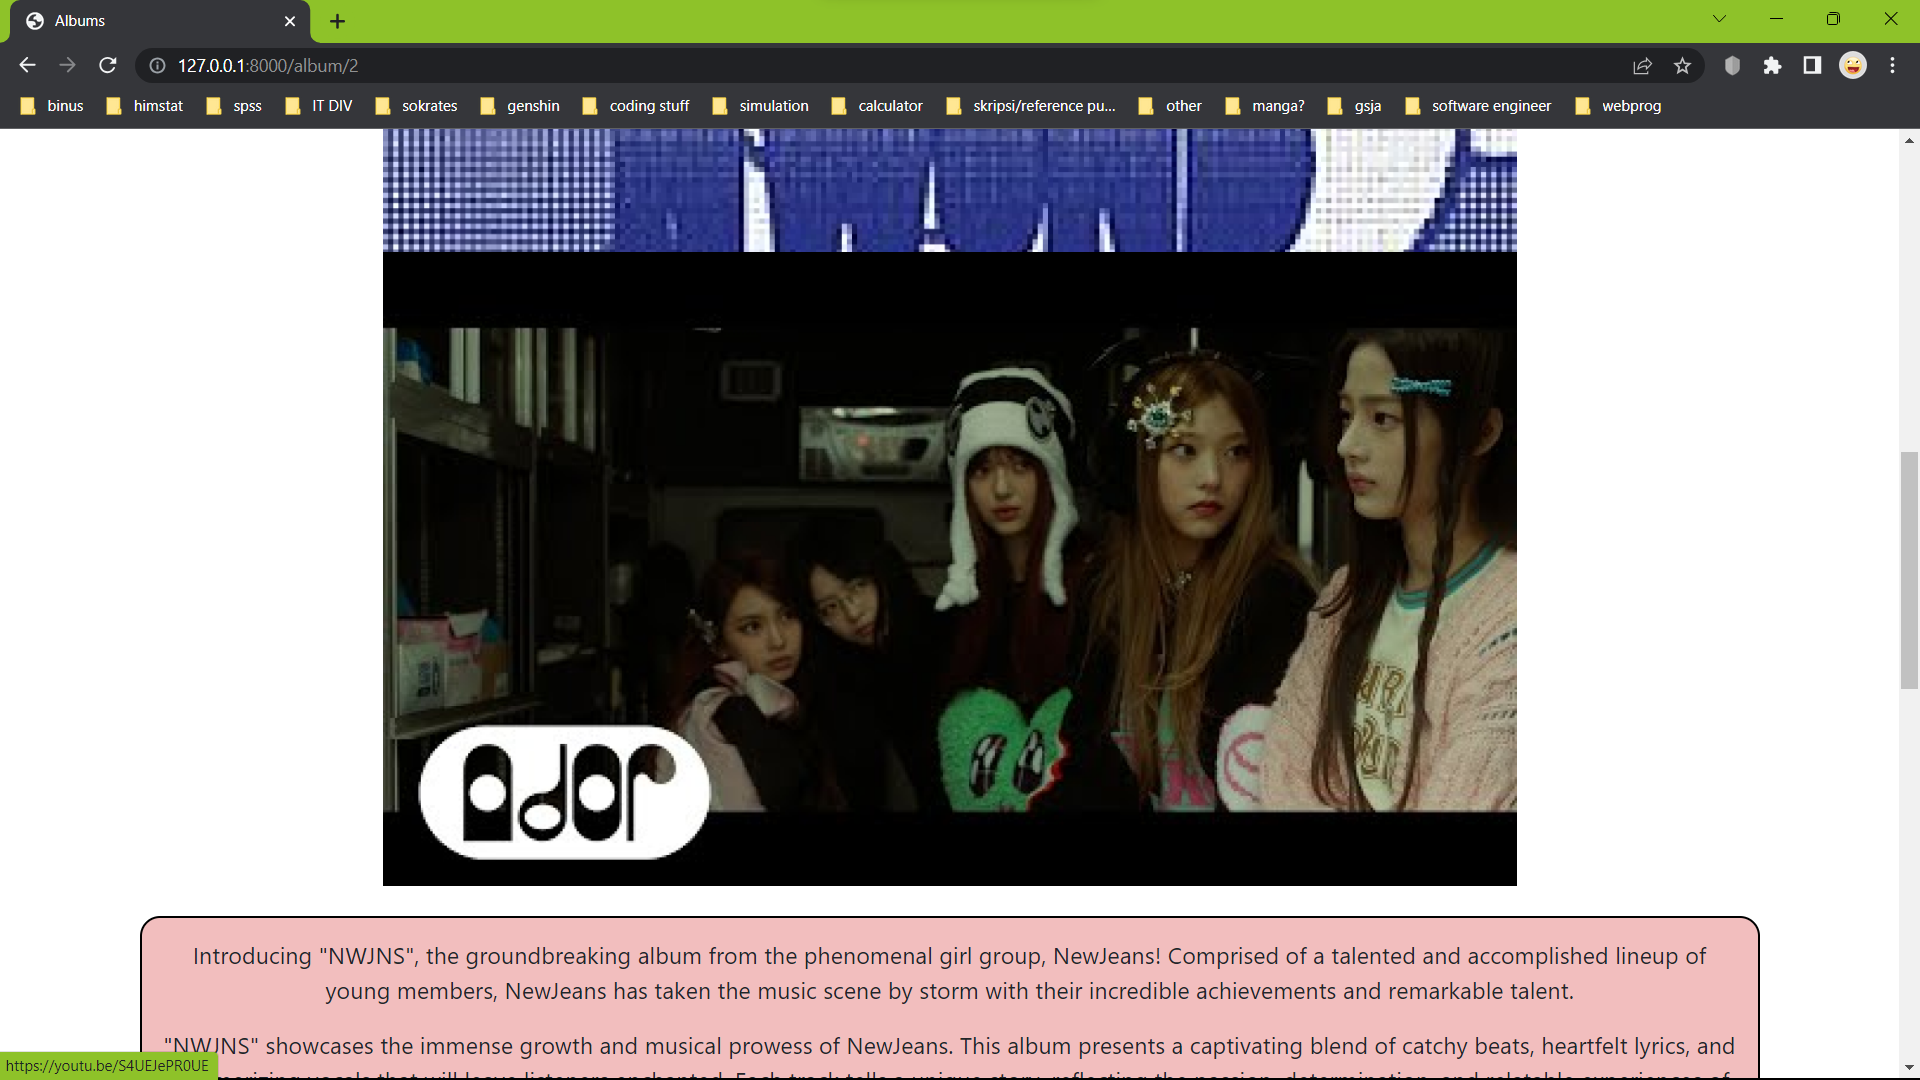 Albums
127.0.0.1:8000/album/2
binus himstat spss IT DIV sokrates genshin coding stuff simulation calculator skripsi/reference pu... other manga? gsja software engineer webprog
ador
Introducing "NWJNS", the groundbreaking album from the phenomenal girl group, NewJeans! Comprised of a talented and accomplished lineup of
young members, NewJeans has taken the music scene by storm with their incredible achievements and remarkable talent.
"NWJNS" showcases the immense growth and musical prowess of NewJeans. This album presents a captivating blend of catchy beats, heartfelt lyrics, and
https://youtu.be/S4UEJePR0UE